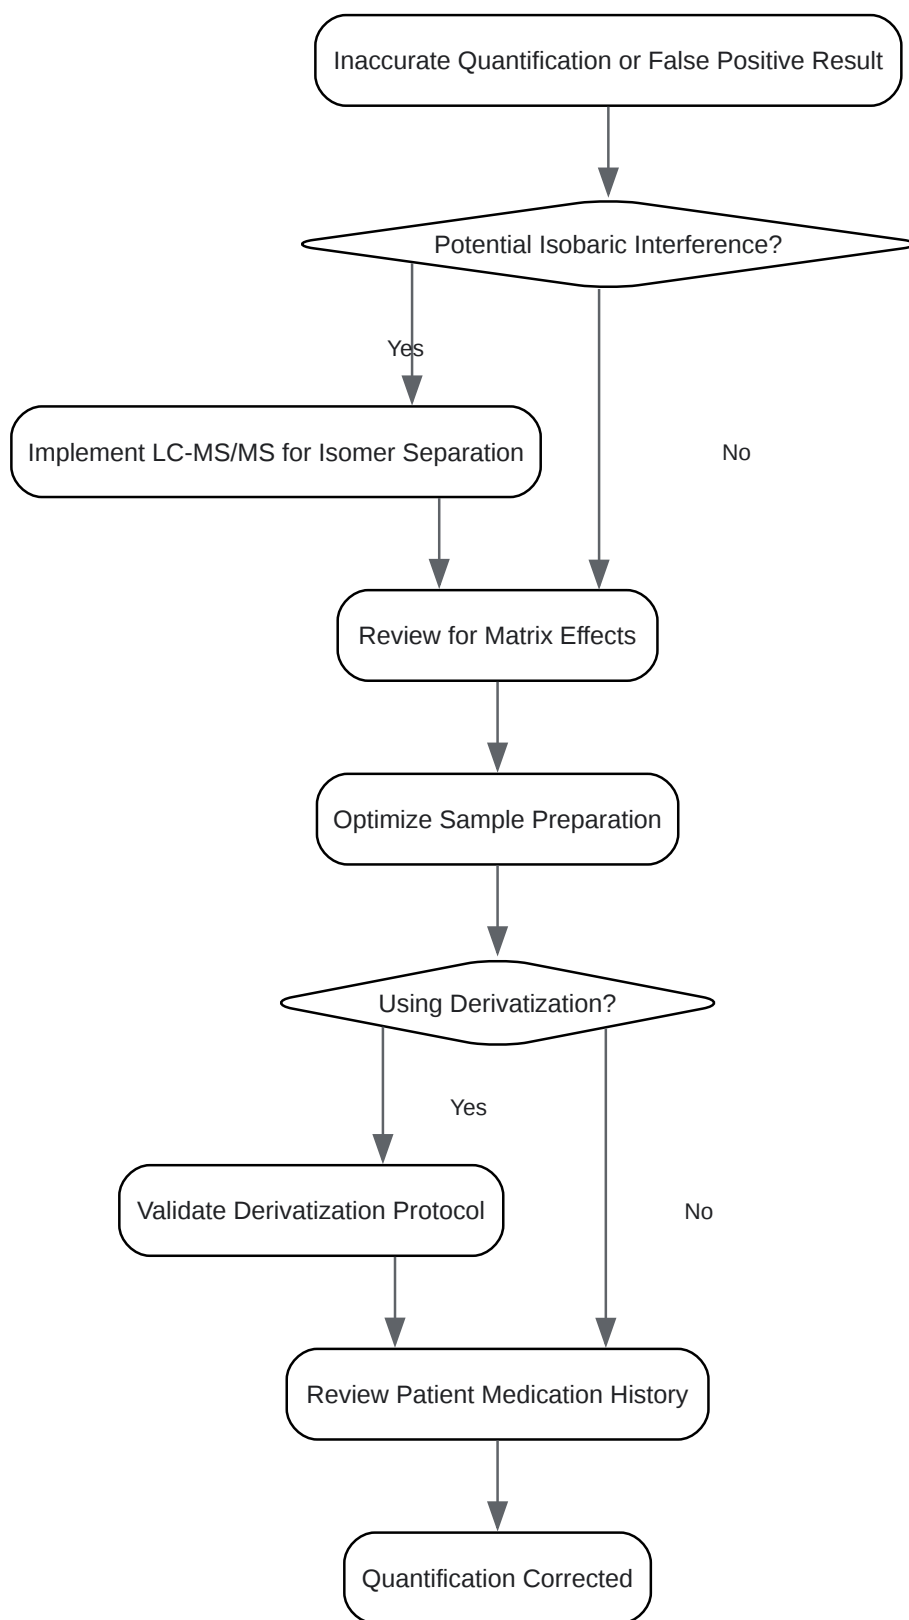 Inaccurate Quantification or False Positive Result
Potential Isobaric Interference?
Yes
Implement LC-MS/MS for Isomer Separation
No
Review for Matrix Effects
Optimize Sample Preparation
Using Derivatization?
Yes
Validate Derivatization Protocol
No
Review Patient Medication History
Quantification Corrected